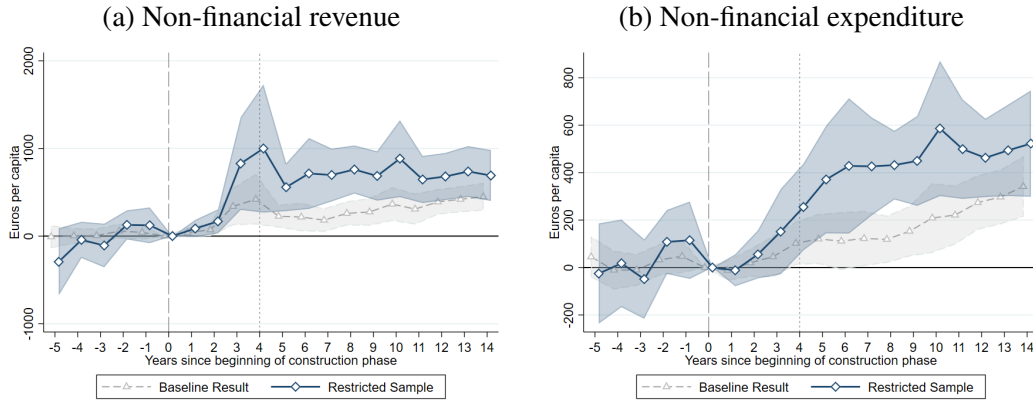 (a) Non-financial revenue
Euros per capita
2000
1000
0
-1000
-5 -4 -3 -2 -1 0 1 2 3 4 5 6 7 8 9 10 11 12 13 14
Years since beginning of construction phase
Baseline Result Restricted Sample
(b) Non-financial expenditure
Euros per capita
800
600
400
200
0
-200
-5 -4 -3 -2 -1 0 1 2 3 4 5 6 7 8 9 10 11 12 13 14
Years since beginning of construction phase
Baseline Result Restricted Sample